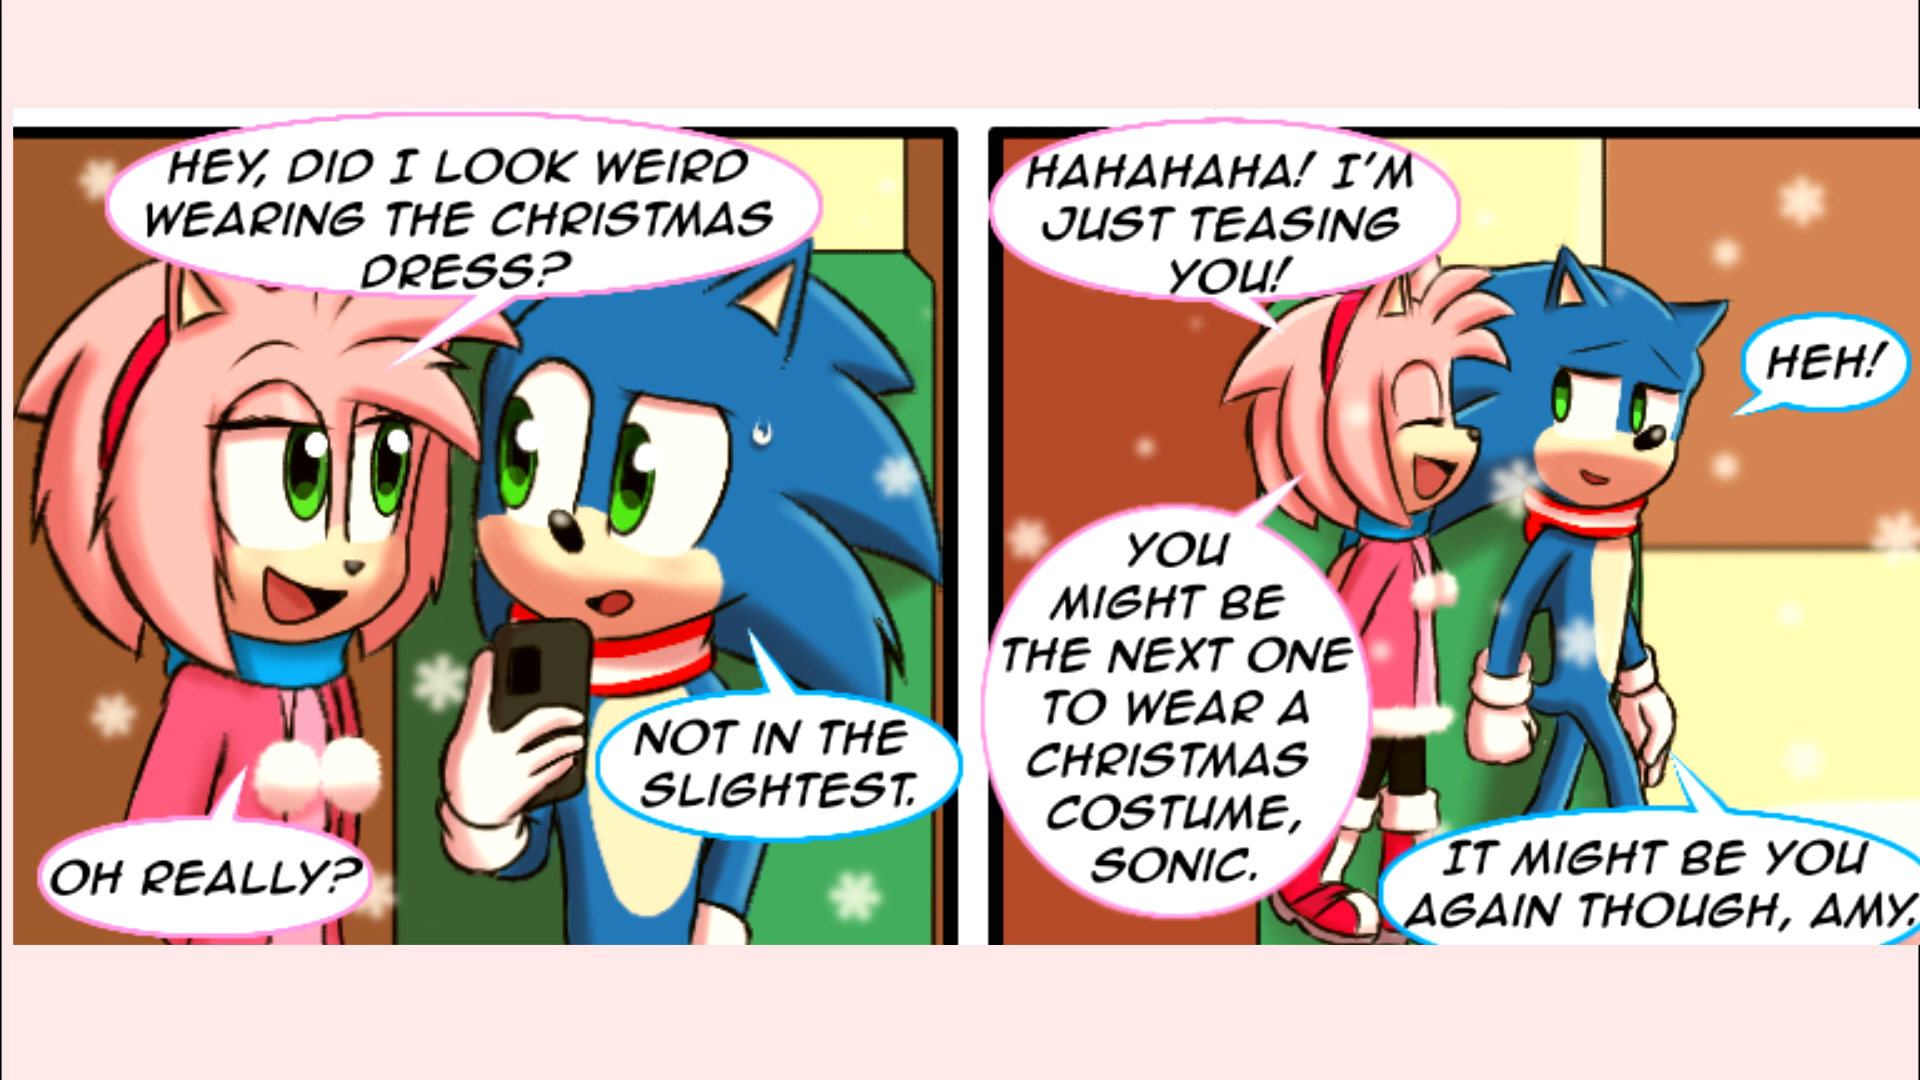 HEY, DID I LOOK WEIRD
WEARING THE CHRISTMAS
DRESS?
NOT IN THE
SLIGHTEST.
OH REALLY?
HAHAHAHA! I'M
JUST TEASING
YOU!
HEH!
YOU
MIGHT BE
THE NEXT ONE
TO WEAR A
CHRISTMAS
COSTUME,
SONIC.
IT MIGHT BE YOU
AGAIN THOUGH, AMY.